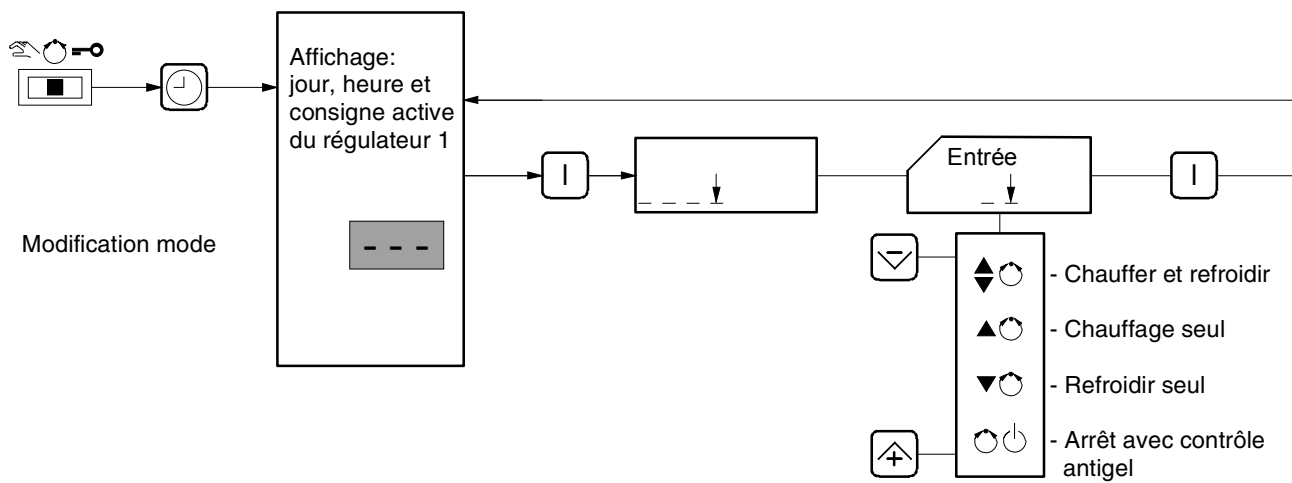 Affichage:
jour, heure et
consigne active
du régulateur 1
I
Entrée
I
Modification mode
- - -
- Chauffer et refroidir
- Chauffage seul
- Refroidir seul
- Arrêt avec contrôle
antigel